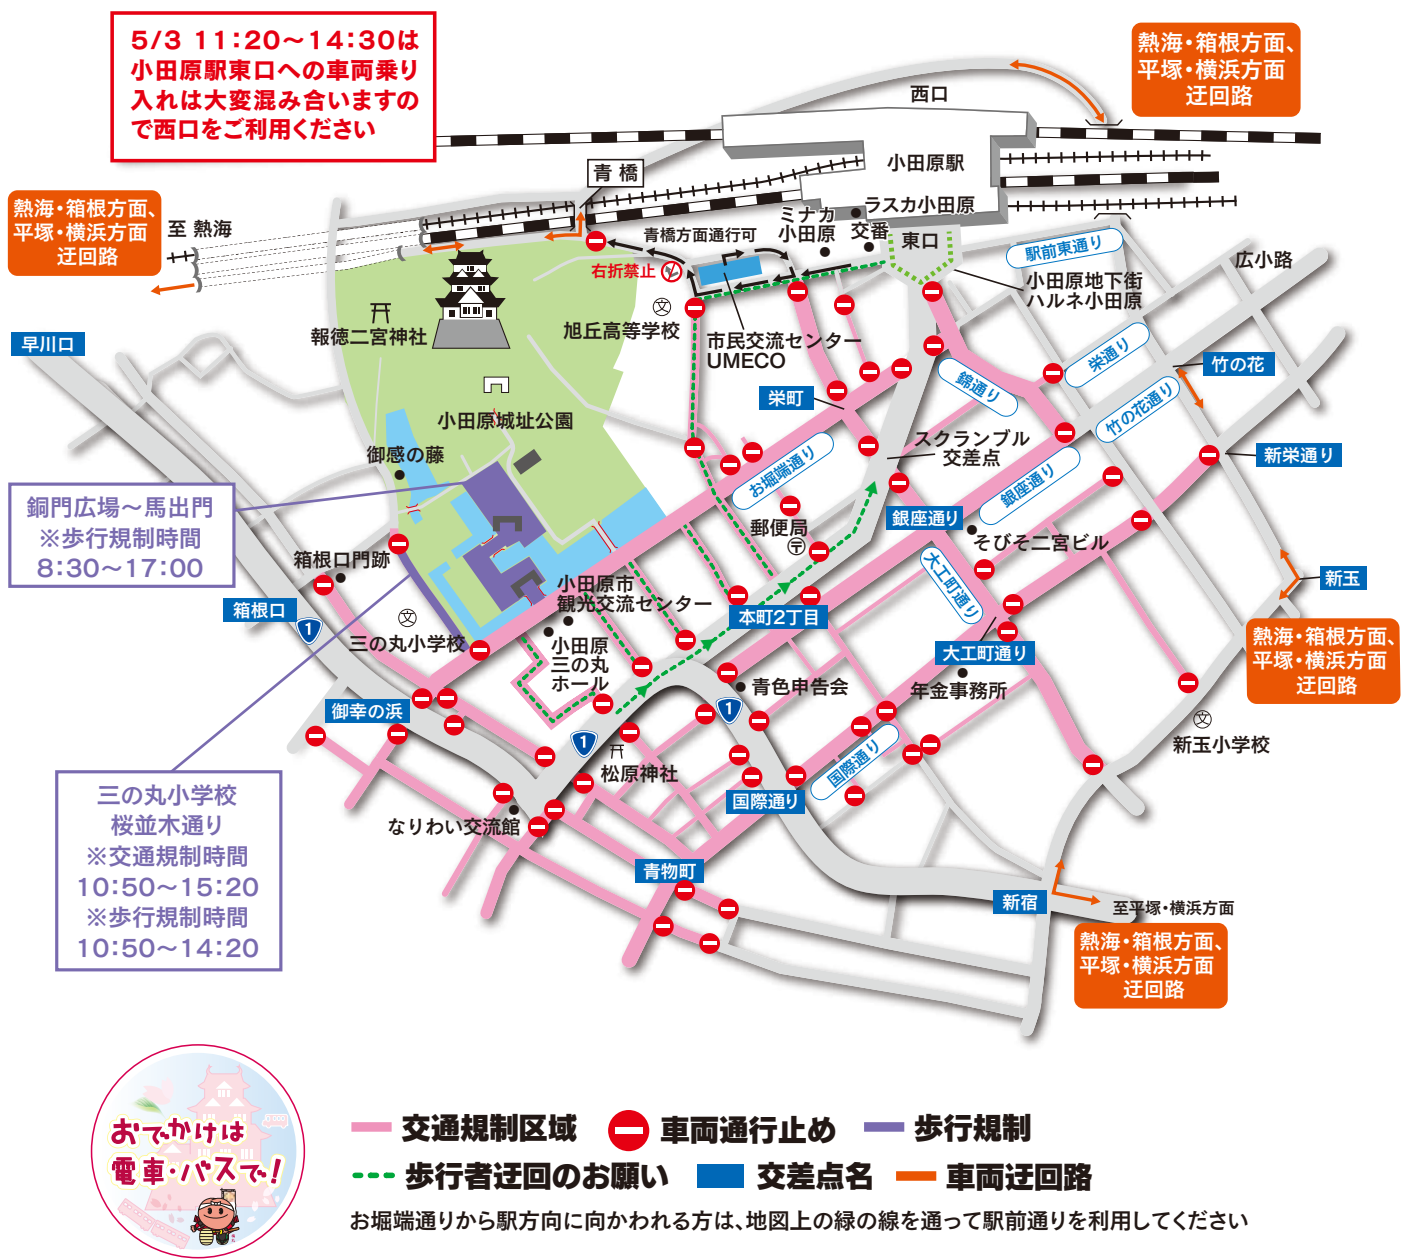 5/3 11:20～14:30は
小田原駅東口への車両乗り
入れは大変混み合いますの
で西口をご利用ください
熱海・箱根方面、
平塚・横浜方面
迂回路
西口
小田原駅
青橋
熱海・箱根方面、
平塚・横浜方面
迂回路
至 熱海
ミナカ
小田原
ラスカ小田原
交番
東口
青橋方面通行可
右折禁止
駅前東通り
広小路
小田原地下街
ハルネ小田原
報徳二宮神社
文
旭丘高等学校
市民交流センター
UMECO
早川口
栄通り
竹の花
錦通り
栄町
竹の花通り
小田原城址公園
スクランブル
交差点
新栄通り
御感の藤
お堀端通り
銀座通り
銅門広場～馬出門
※歩行規制時間
8:30～17:00
銀座通り
郵便局
〒
そびそ二宮ビル
箱根口門跡
大工町通り
新玉
小田原市
観光交流センター
箱根口
1
文
三の丸小学校
本町2丁目
小田原
三の丸
ホール
大工町通り
熱海・箱根方面、
平塚・横浜方面
迂回路
青色申告会
年金事務所
御幸の浜
1
文
新玉小学校
1
松原神社
国際通り
三の丸小学校
桜並木通り
※交通規制時間
10:50～15:20
※歩行規制時間
10:50～14:20
国際通り
なりわい交流館
青物町
新宿
至平塚・横浜方面
熱海・箱根方面、
平塚・横浜方面
迂回路
おでかけは
電車・バスで！
交通規制区域
車両通行止め
歩行規制
歩行者迂回のお願い
交差点名
車両迂回路
お堀端通りから駅方向に向かわれる方は、地図上の緑の線を通って駅前通りを利用してください